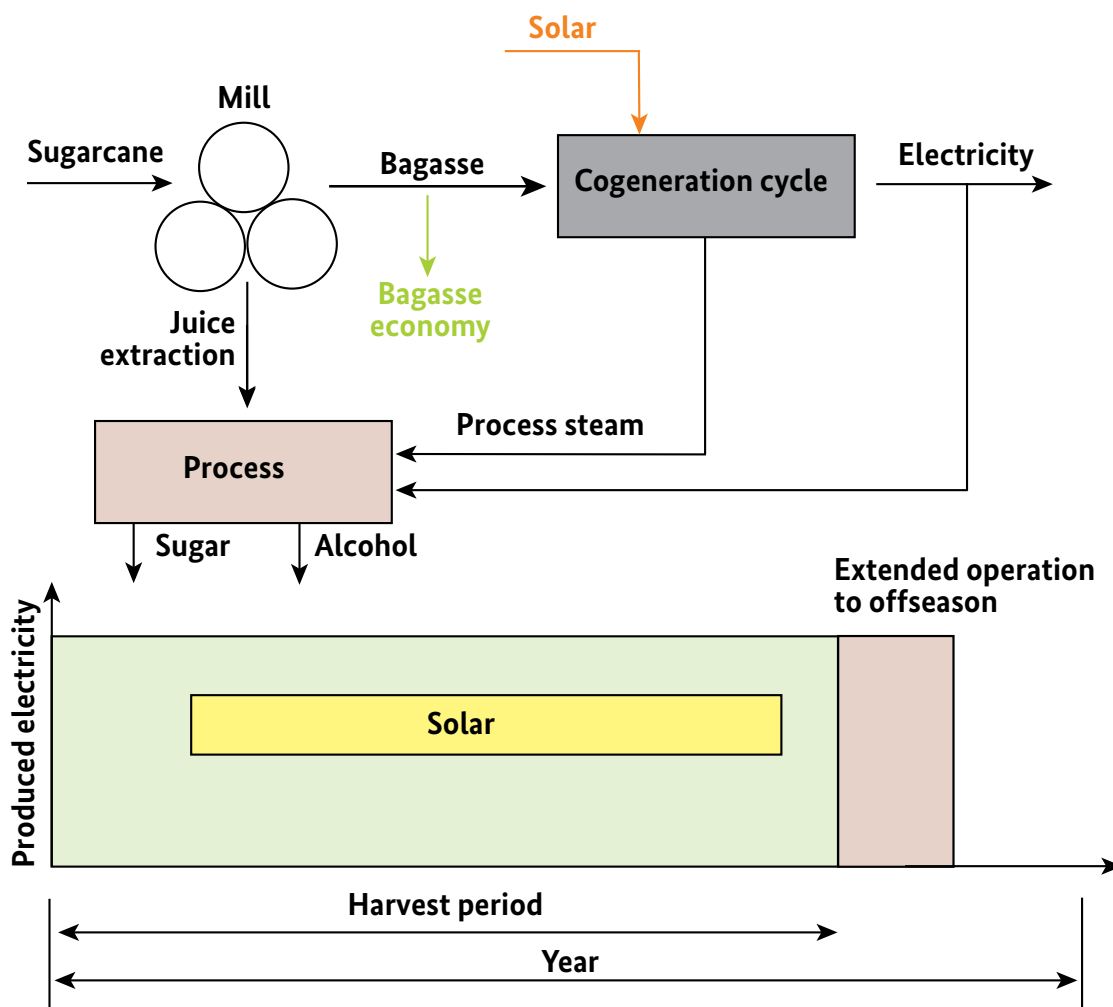 Solar
Mill
Sugarcane
Bagasse
Cogeneration cycle
Electricity
Bagasse
economy
Juice
extraction
Process steam
Process
Sugar
Alcohol
Extended operation
to offseason
Produced electricity
Solar
Harvest period
Year